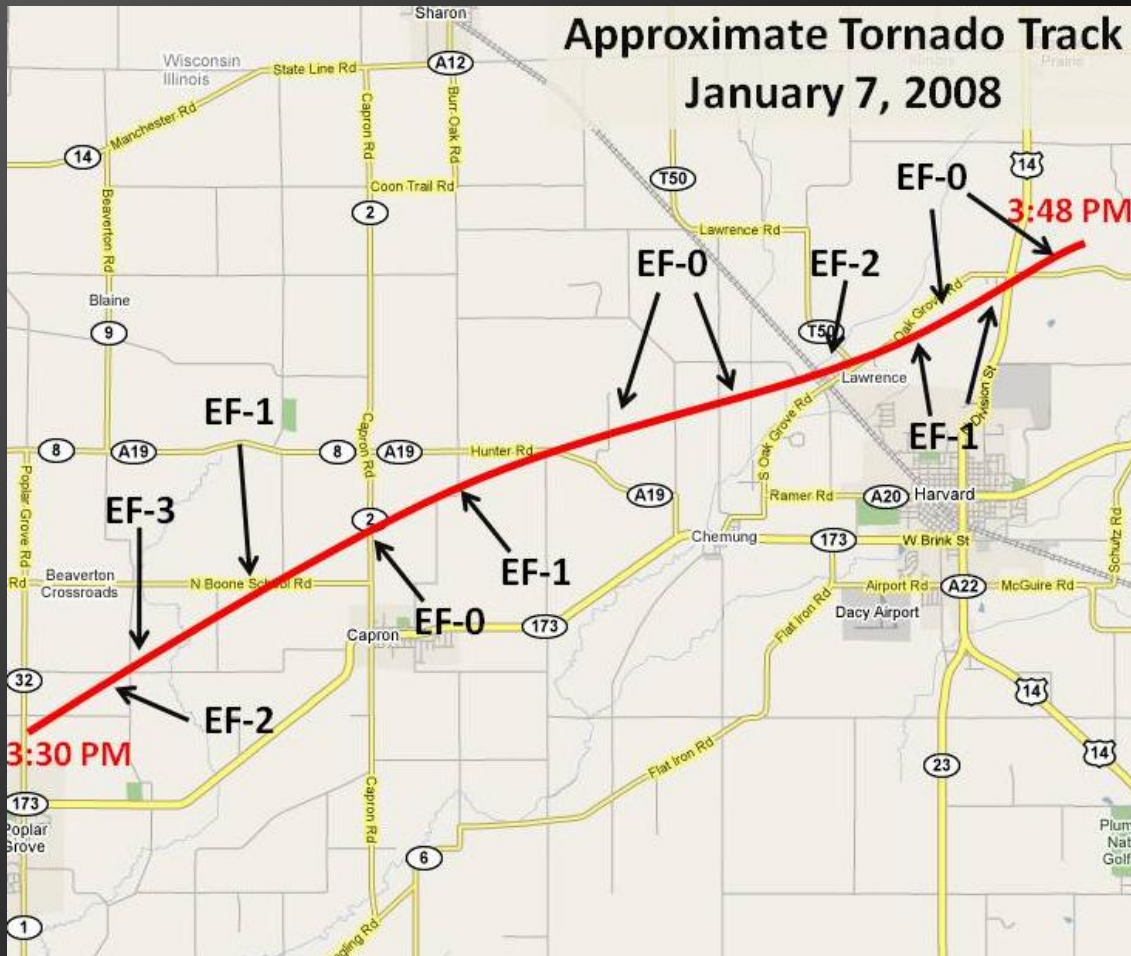 Sharon
Approximate Tornado Track
January 7, 2008
Wisconsin
Illinois
Prairie
State Line Rd
A12
Manchester Rd
Capron Rd
Burr Oak Rd
14
14
T50
EF-0
Coon Trail Rd
Beaverton Rd
2
3:48 PM
Lawrence Rd
EF-0
EF-2
Blaine
Oak Grove Rd
9
T50
Lawrence
EF-1
Capron Rd
S Oak Grove Rd
Division St
EF-1
8
A19
8
A19
Hunter Rd
Poplar Grove Rd
EF-3
A19
Ramer Rd
A20
Harvard
2
Chemung
173
W Brink St
Schultz Rd
EF-1
Rd
Beaverton
Crossroads
N Boone School Rd
Airport Rd
A22
McGuire Rd
Dacy Airport
EF-0
Capron
173
Flat Iron Rd
32
14
EF-2
3:30 PM
Flat Iron Rd
14
23
173
Capron Rd
Poplar
Grove
Plum
Nat
Golf
6
1
gling Rd